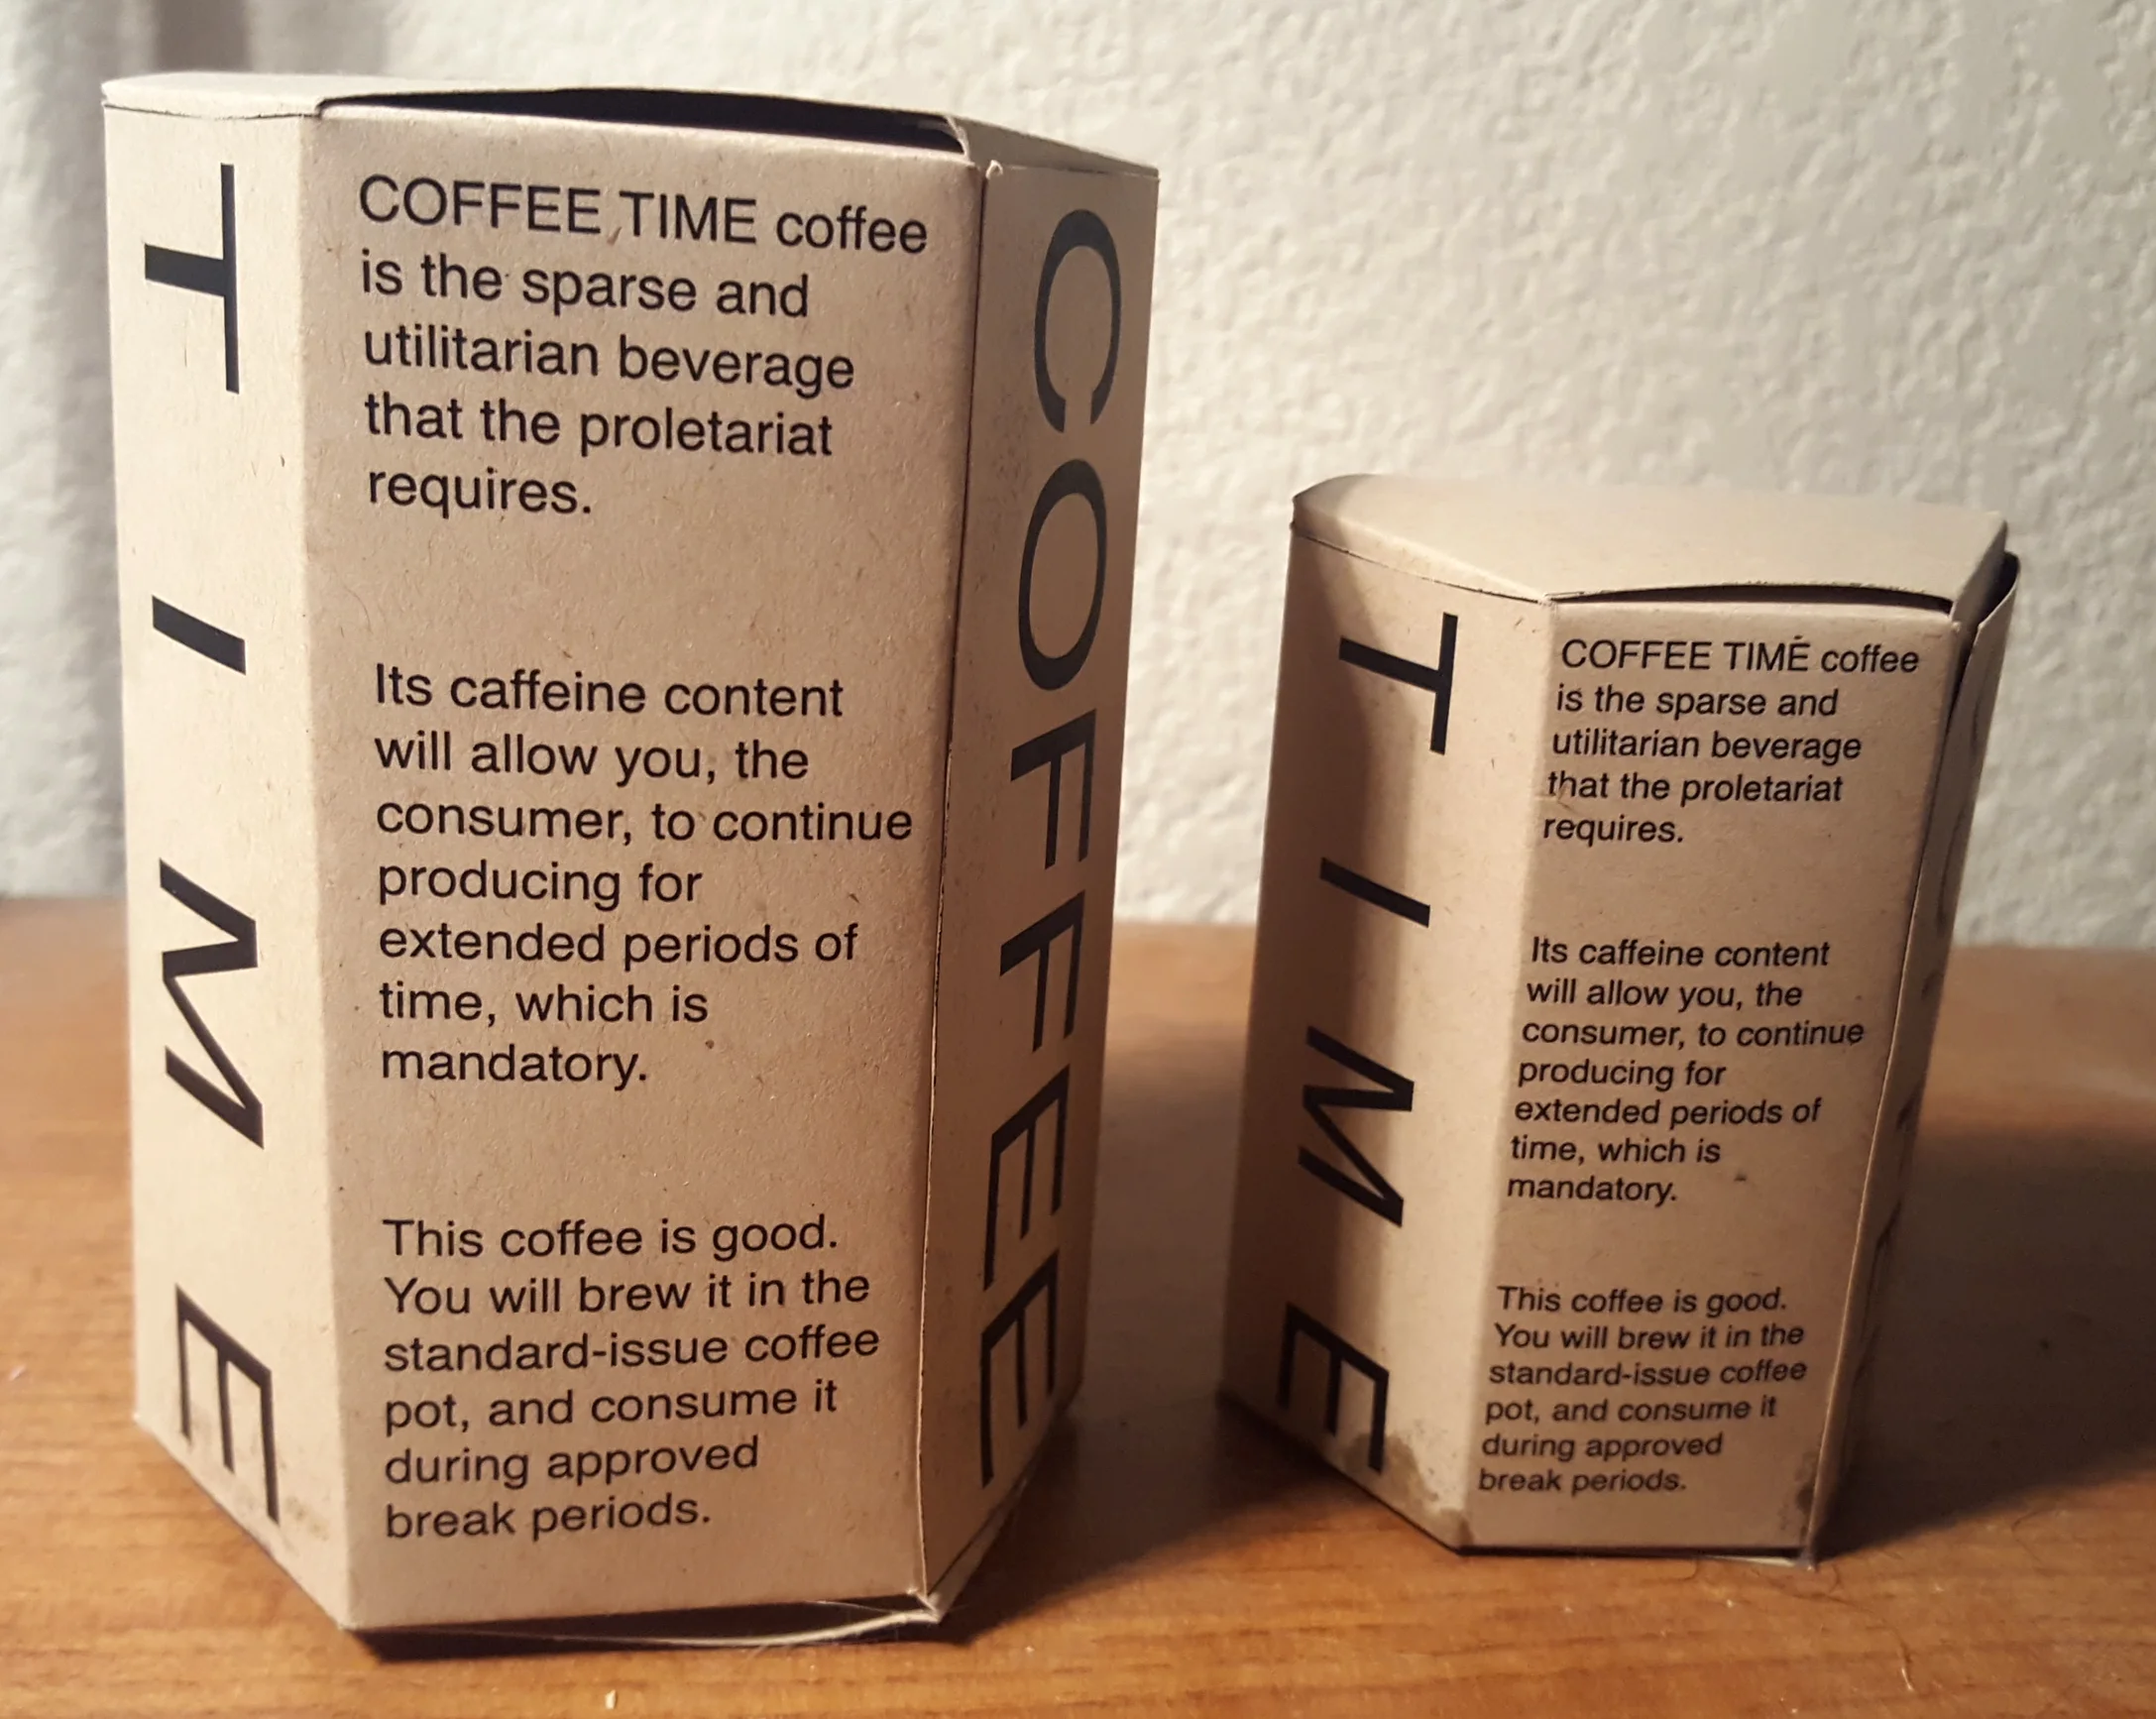 TIME
COFFEE TIME coffee
is the sparse and
utilitarian beverage
that the proletariat
requires.
Its caffeine content
will allow you, the
consumer, to continue
producing for
extended periods of
time, which is
mandatory.
This coffee is good.
You will brew it in the
standard-issue coffee
pot, and consume it
during approved
break periods.
COFFEE
TIME
COFFEE TIME coffee
is the sparse and
utilitarian beverage
that the proletariat
requires.
Its caffeine content
will allow you, the
consumer, to continue
producing for
extended periods of
time, which is
mandatory.
This coffee is good.
You will brew it in the
standard-issue coffee
pot, and consume it
during approved
break periods.